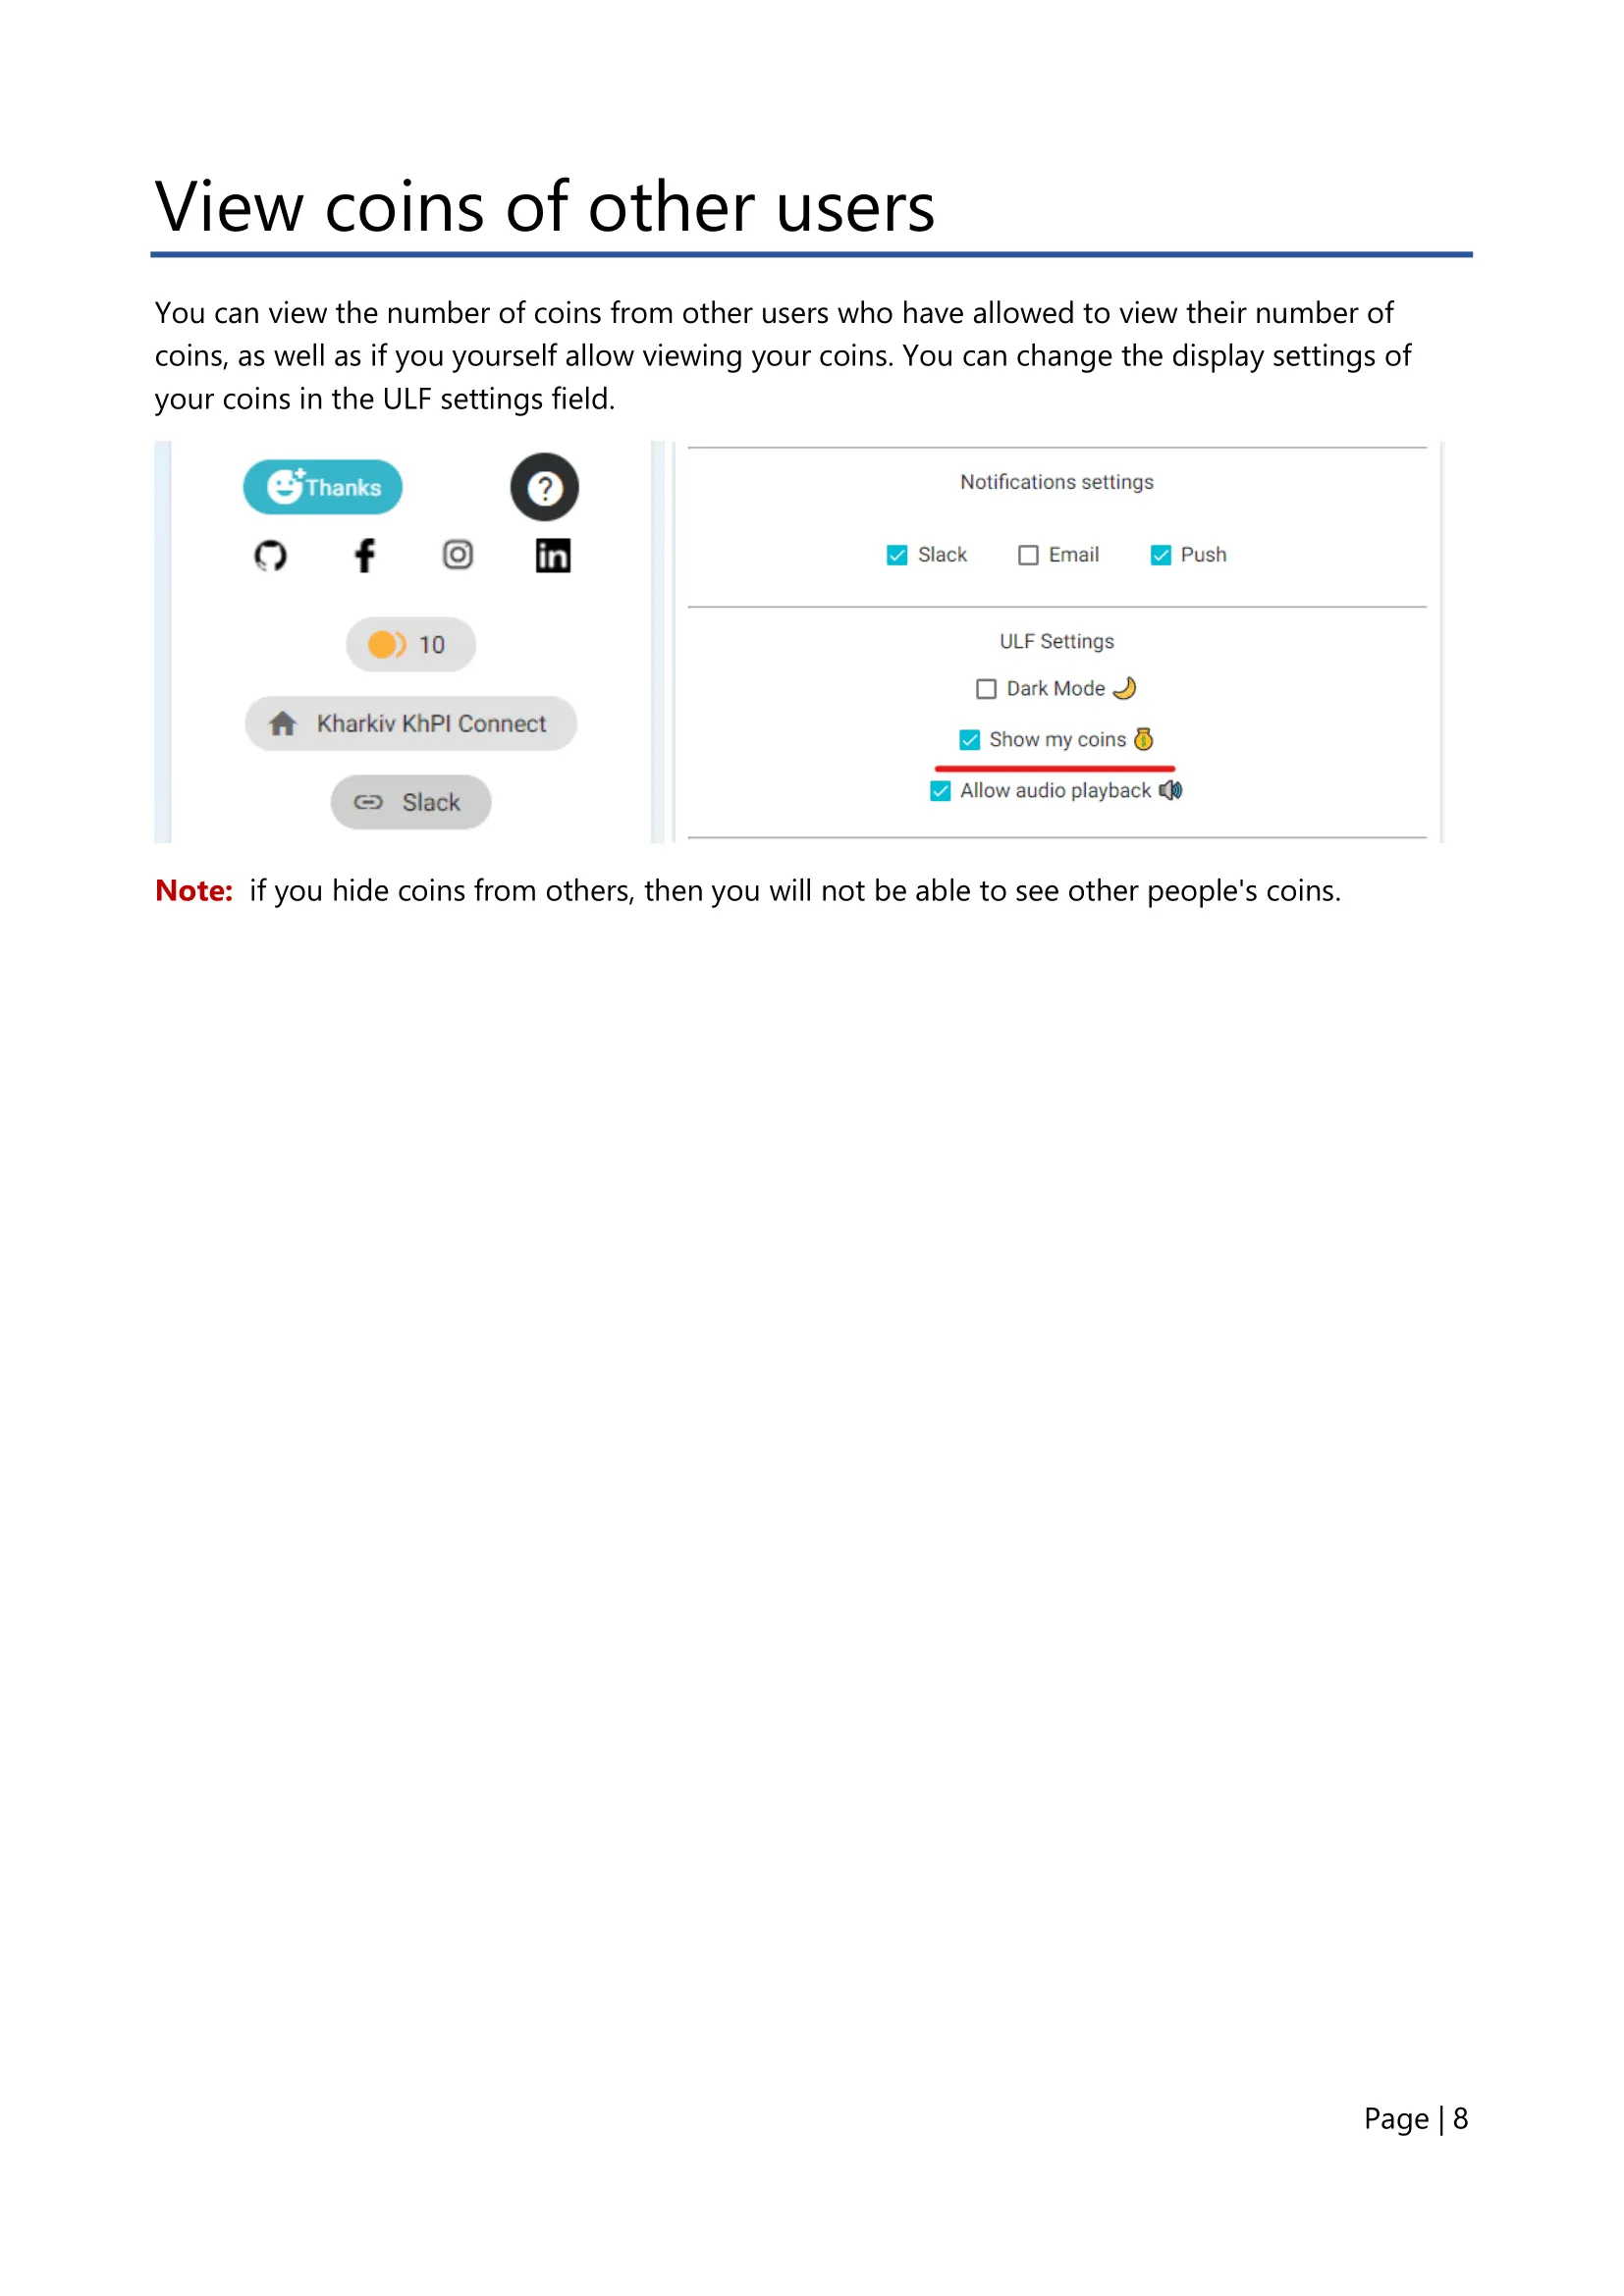 View coins of other users
You can view the number of coins from other users who have allowed to view their number of
coins, as well as if you yourself allow viewing your coins. You can change the display settings of
your coins in the ULF settings field.
Thanks
10
Kharkiv KhPI Connect
Slack
Notifications settings
Slack Email Push
ULF Settings
Dark Mode
Show my coins
Allow audio playback
Note: if you hide coins from others, then you will not be able to see other people's coins.
Page | 8